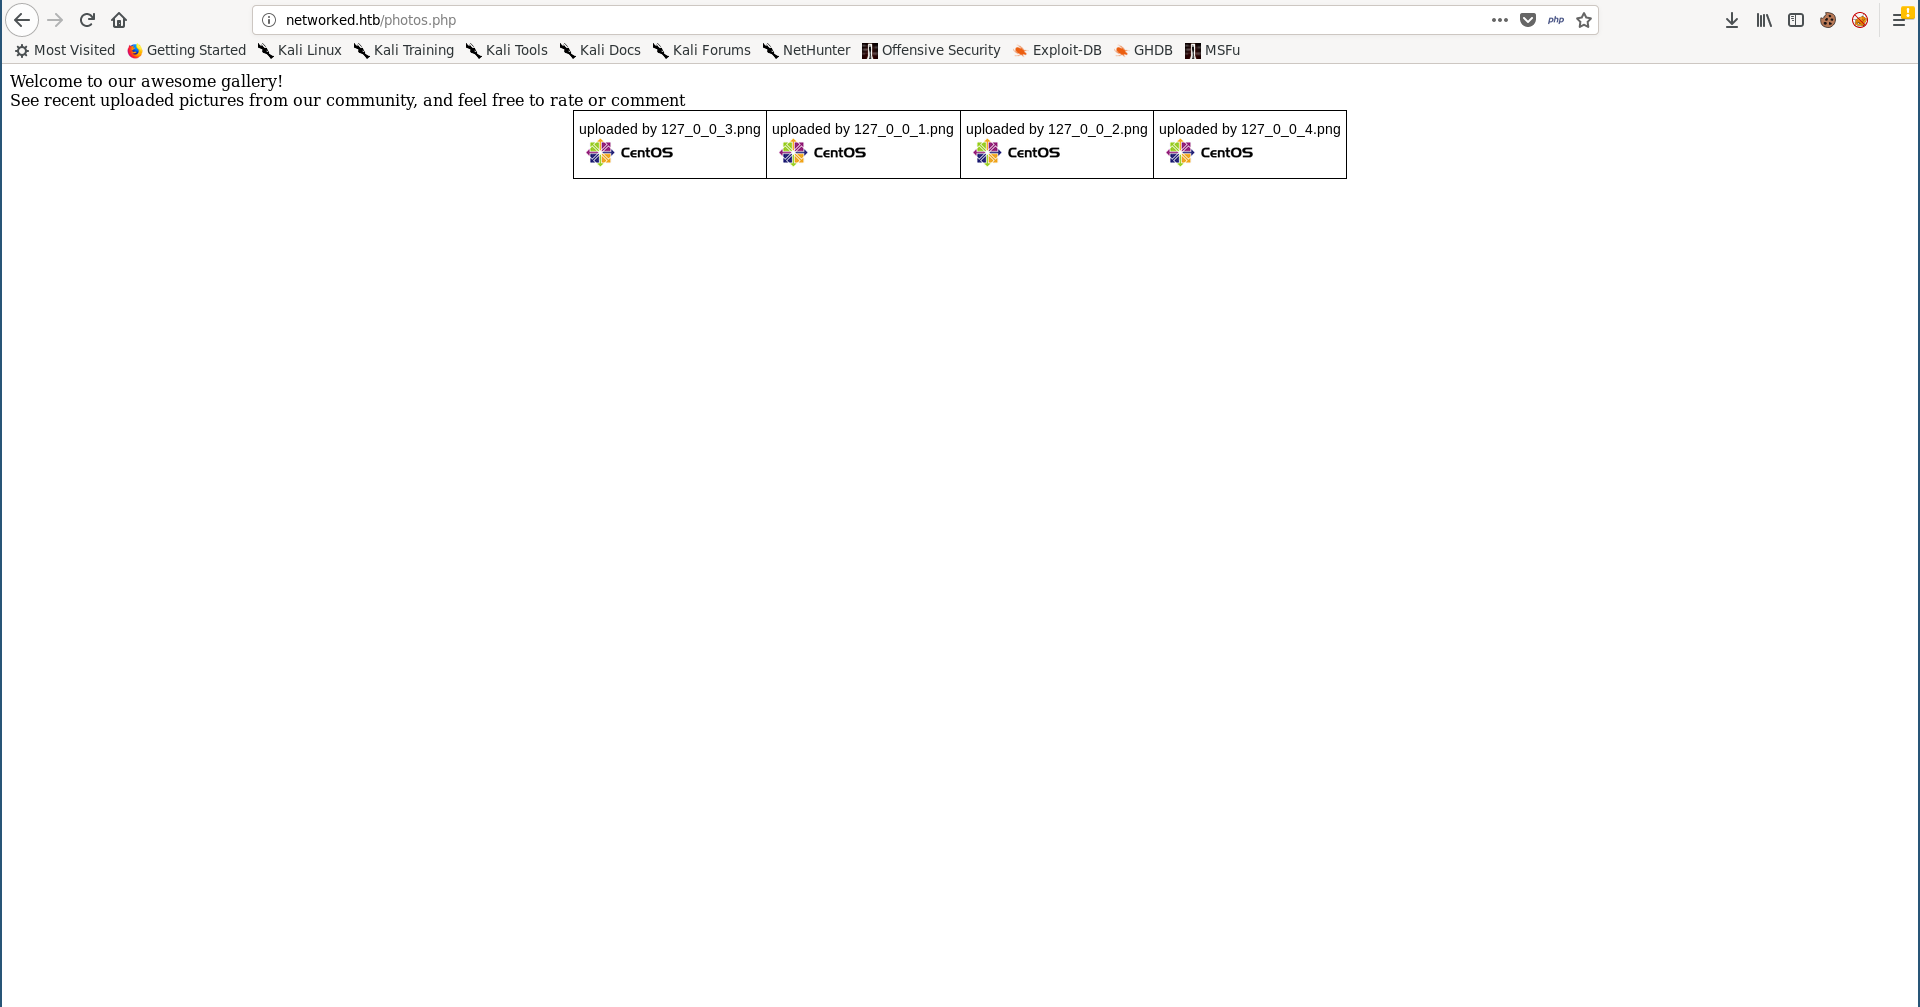 networked.htb/photos.php
php
Most Visited Getting Started Kali Linux Kali Training Kali Tools Kali Docs Kali Forums NetHunter Offensive Security Exploit-DB GHDB MSFu
Welcome to our awesome gallery!
See recent uploaded pictures from our community, and feel free to rate or comment
uploaded by 127_0_0_3.png uploaded by 127_0_0_1.png uploaded by 127_0_0_2.png uploaded by 127_0_0_4.png
CentOS CentOS CentOS CentOS